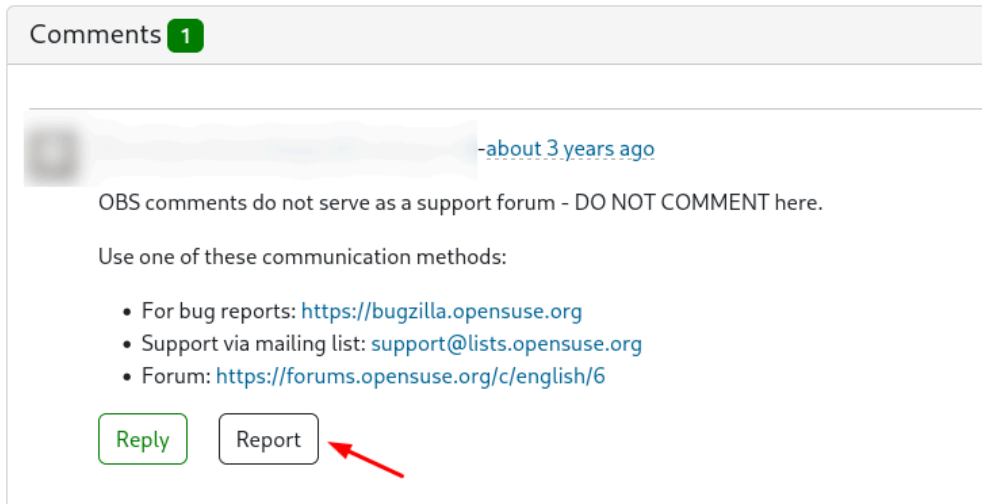 Comments 1
-about 3 years ago
OBS comments do not serve as a support forum - DO NOT COMMENT here.
Use one of these communication methods:
• For bug reports: https://bugzilla.opensuse.org
• Support via mailing list: support@lists.opensuse.org
• Forum: https://forums.opensuse.org/c/english/6
Reply Report